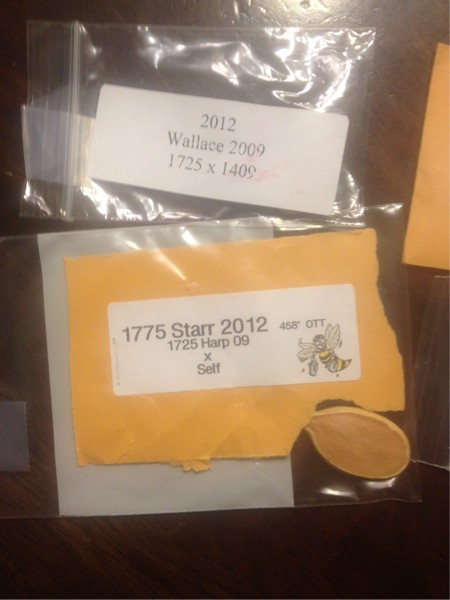 2012
Wallace 2009
1725 x 1409
1775 Starr 2012 458" OTT
1725 Harp 09
x
Self